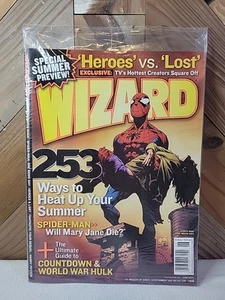 SPECIAL
SUMMER
PREVIEW!
'Heroes' vs. 'Lost'
EXCLUSIVE: TV's Hottest Creators Square Off
WIZARD
253
Ways to
Heat Up Your
Summer
SPIDER-MAN
Will Mary Jane Die?
+ The
Ultimate
Guide to
COUNTDOWN &
WORLD WAR HULK